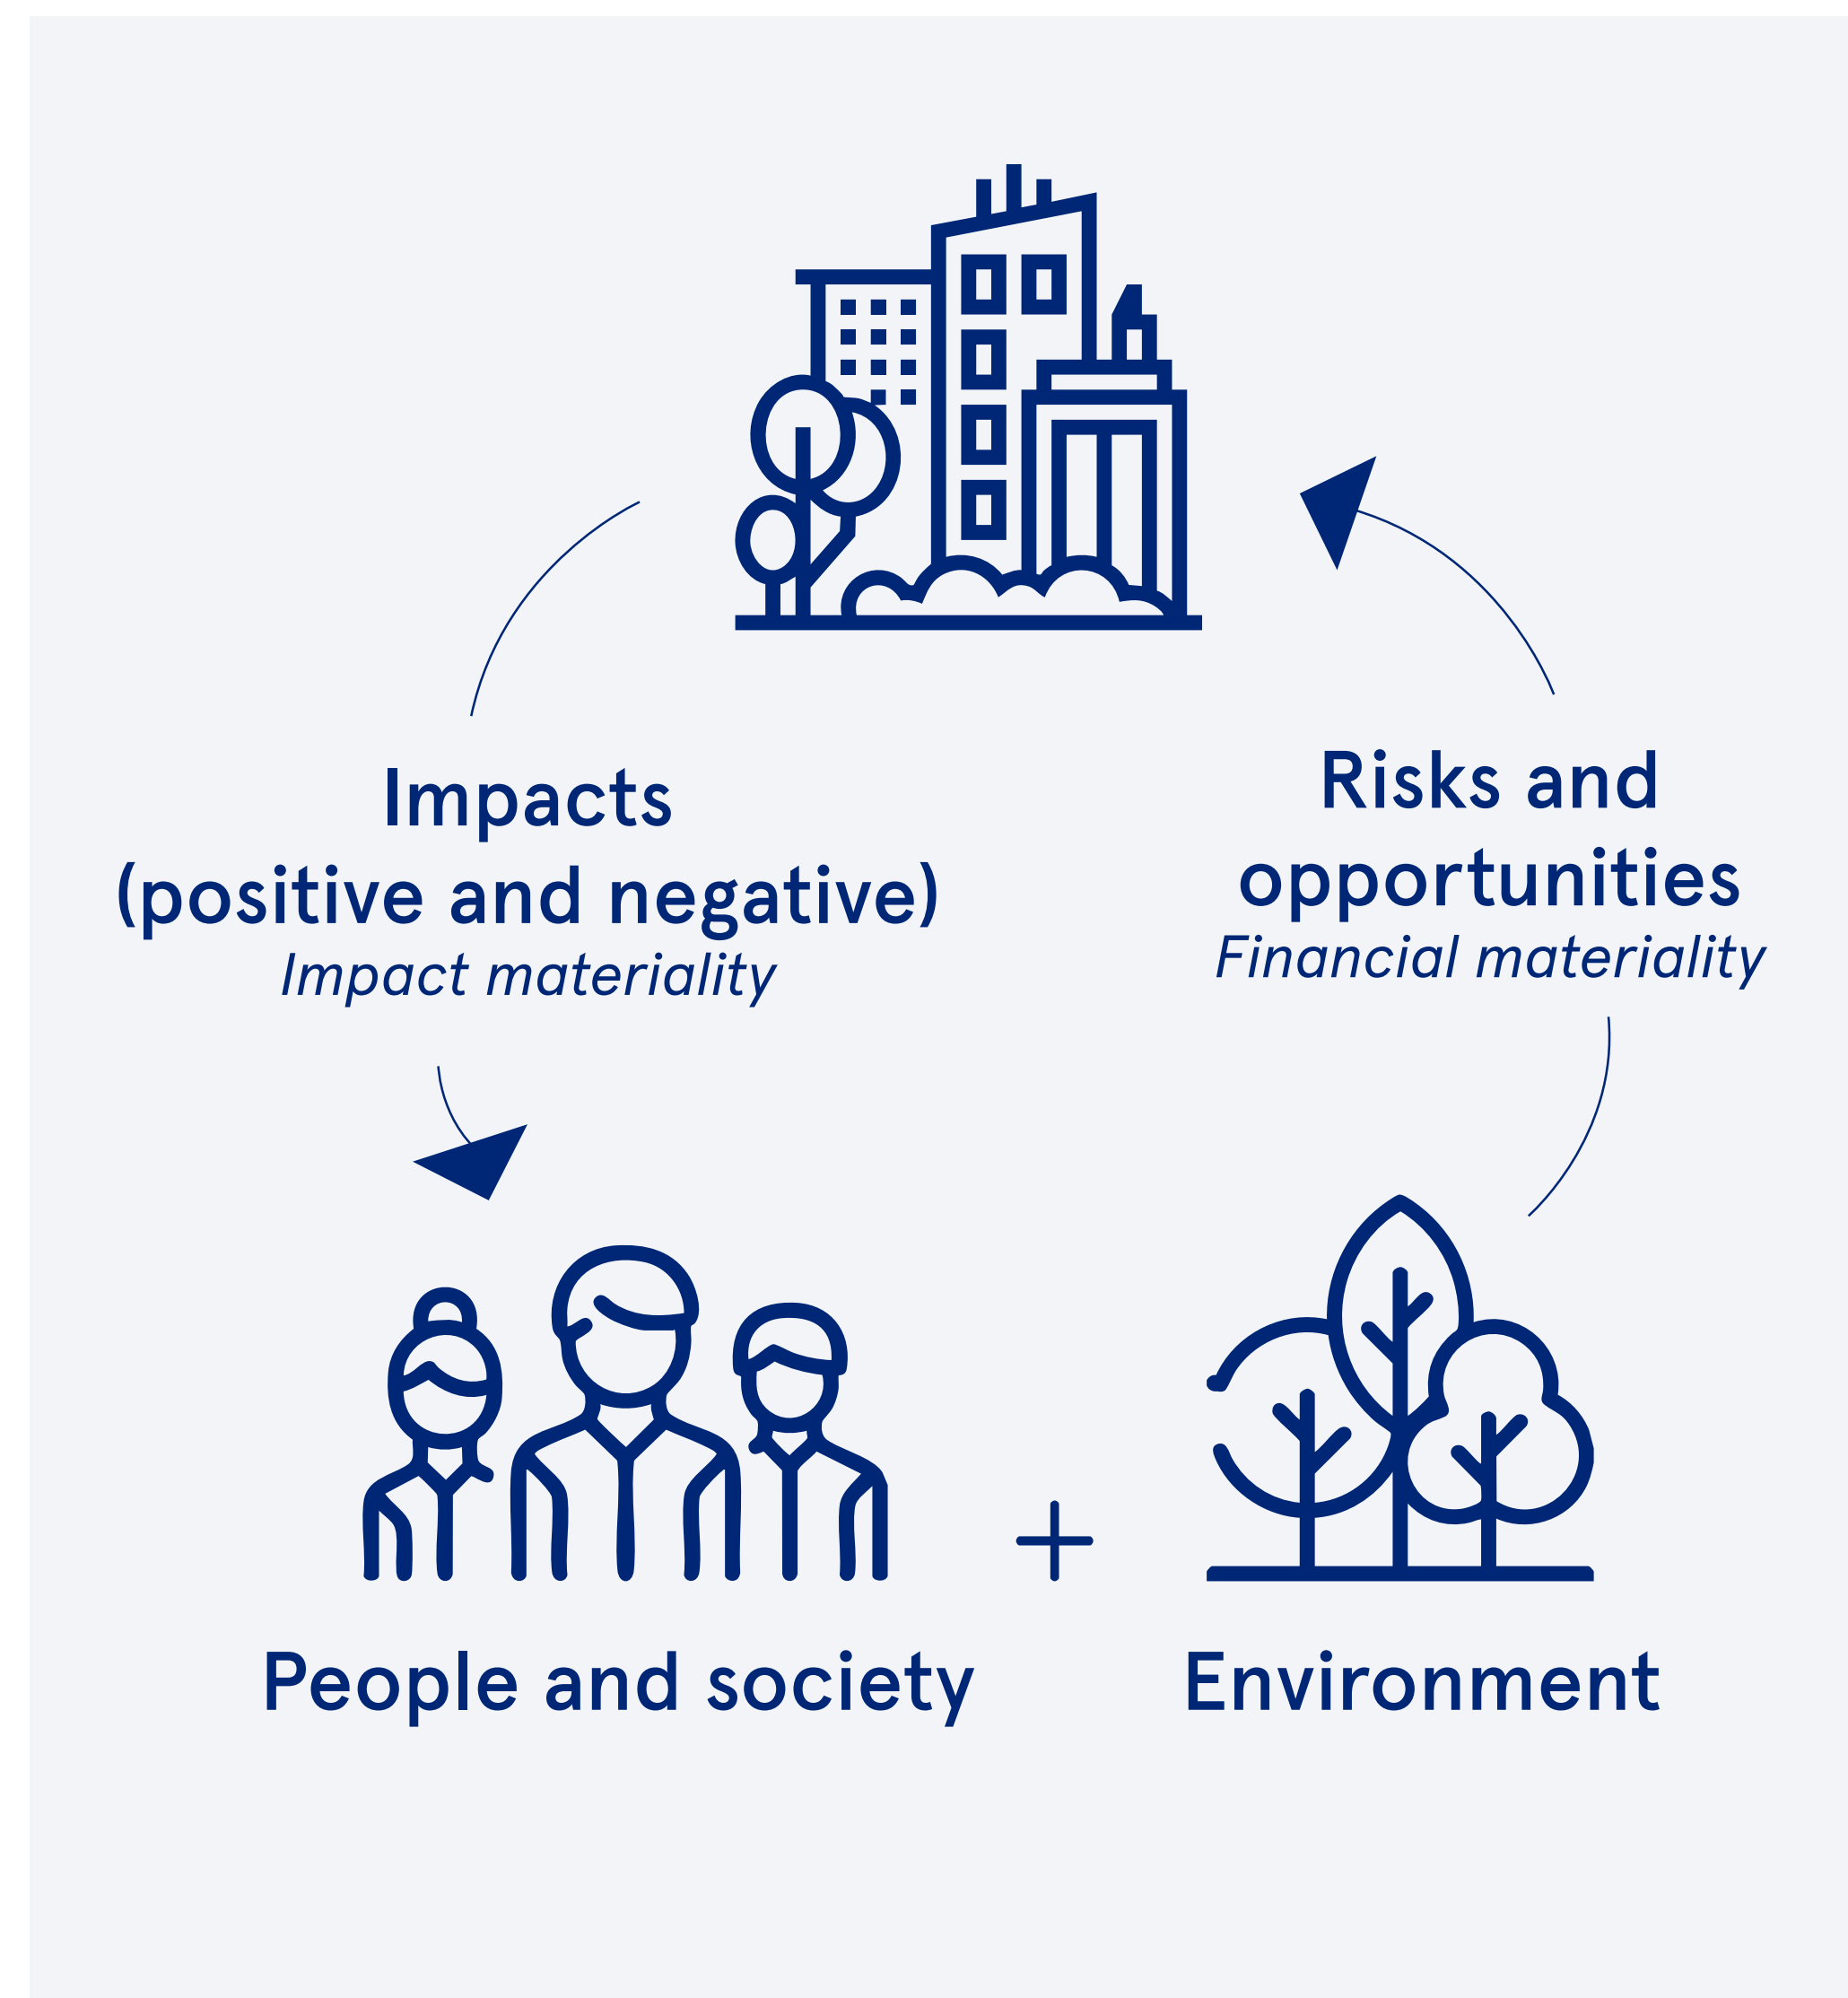 Impacts
(positive and negative)
Impact materiality
Risks and
opportunities
Financial materiality
+
People and society
Environment